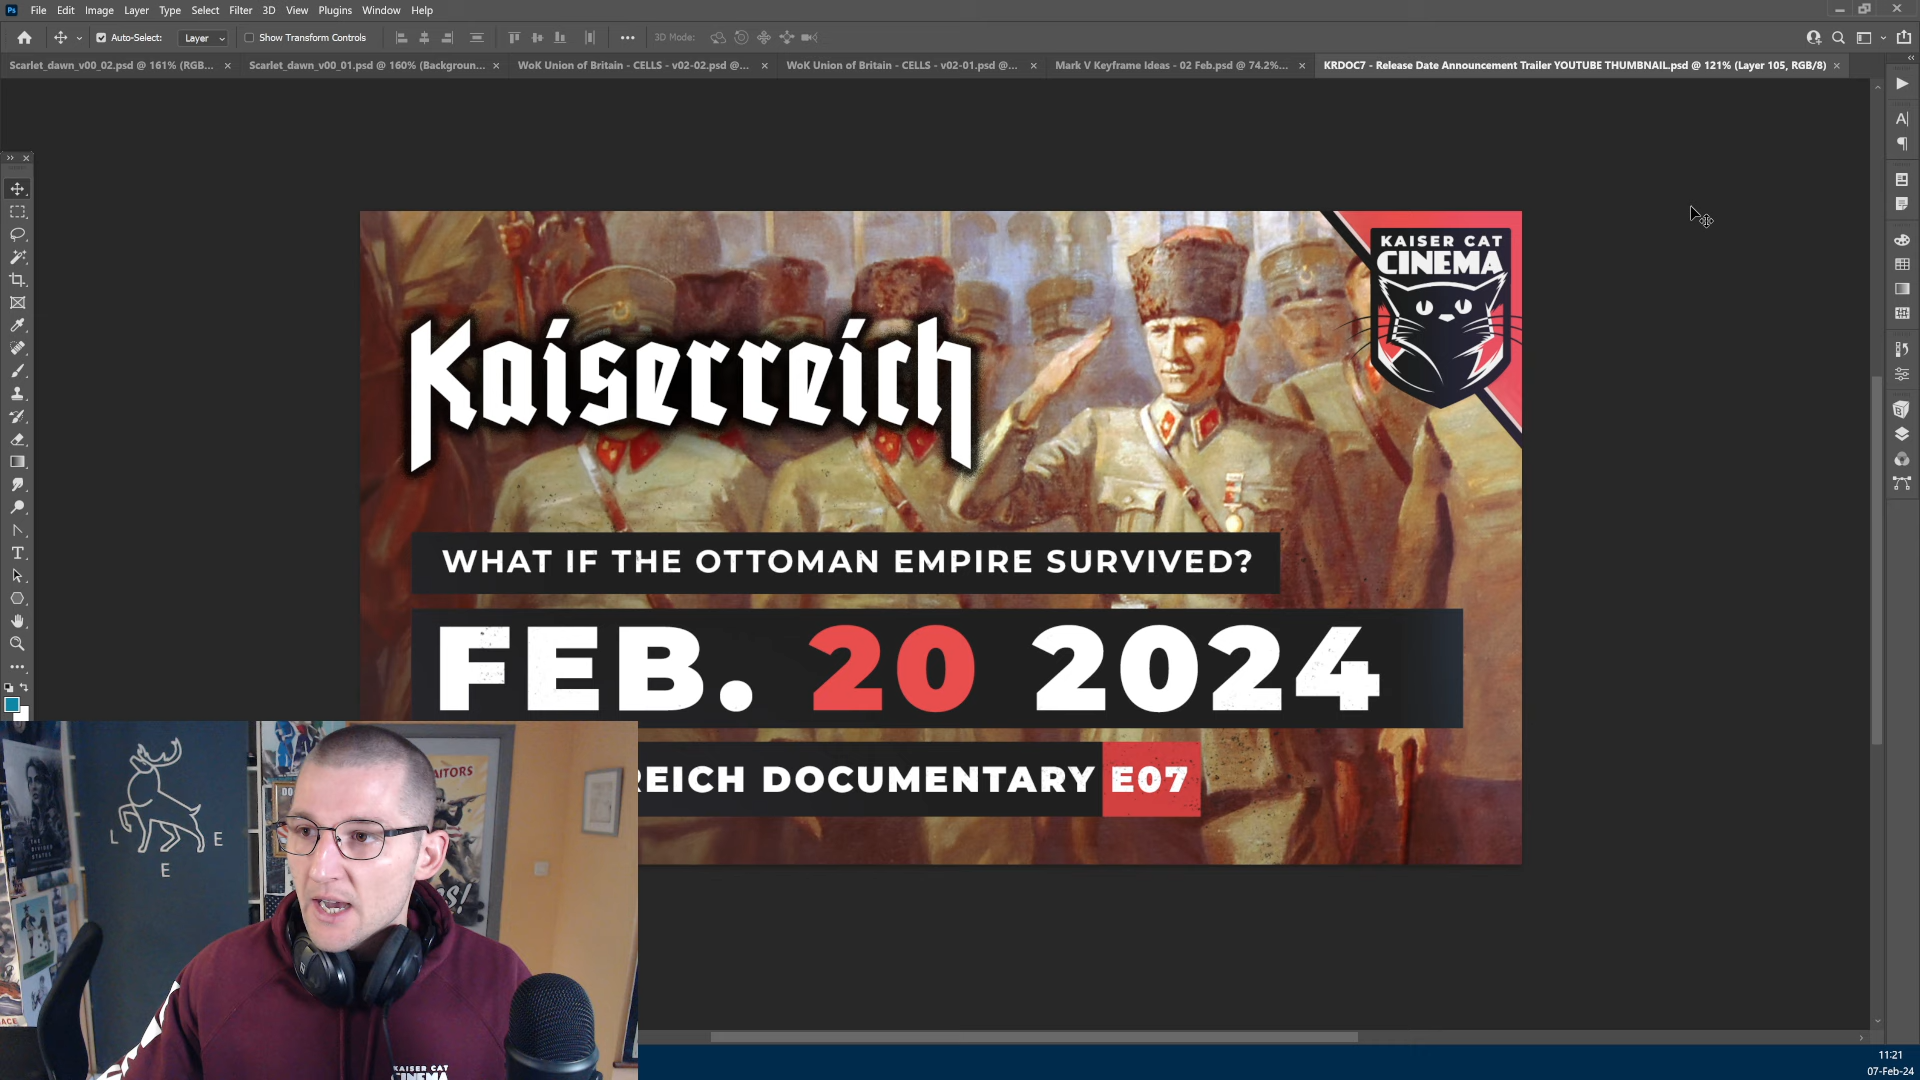 File Edit Image Layer Type Select Filter 3D View Plugins Window Help
Auto-Select: Layer Show Transform Controls 3D Mode:
Scarlet_dawn_v00_02.psd @ 161% (RGB... Scarlet_dawn_v00_01.psd @ 160% (Backgroun... WoK Union of Britain - CELLS - v02-02.psd @... WoK Union of Britain - CELLS - v02-01.psd @... Mark V Keyframe Ideas - 02 Feb.psd @ 74.2%... KRDOC7 - Release Date Announcement Trailer YOUTUBE THUMBNAIL.psd @ 121% (Layer 105, RGB/8)
KAISER CAT
CINEMA
Kaiserreich
WHAT IF THE OTTOMAN EMPIRE SURVIVED?
FEB. 20 2024
REICH DOCUMENTARY E07
L E
E
KAISER CAT
CINEMA
11:21
07-Feb-24